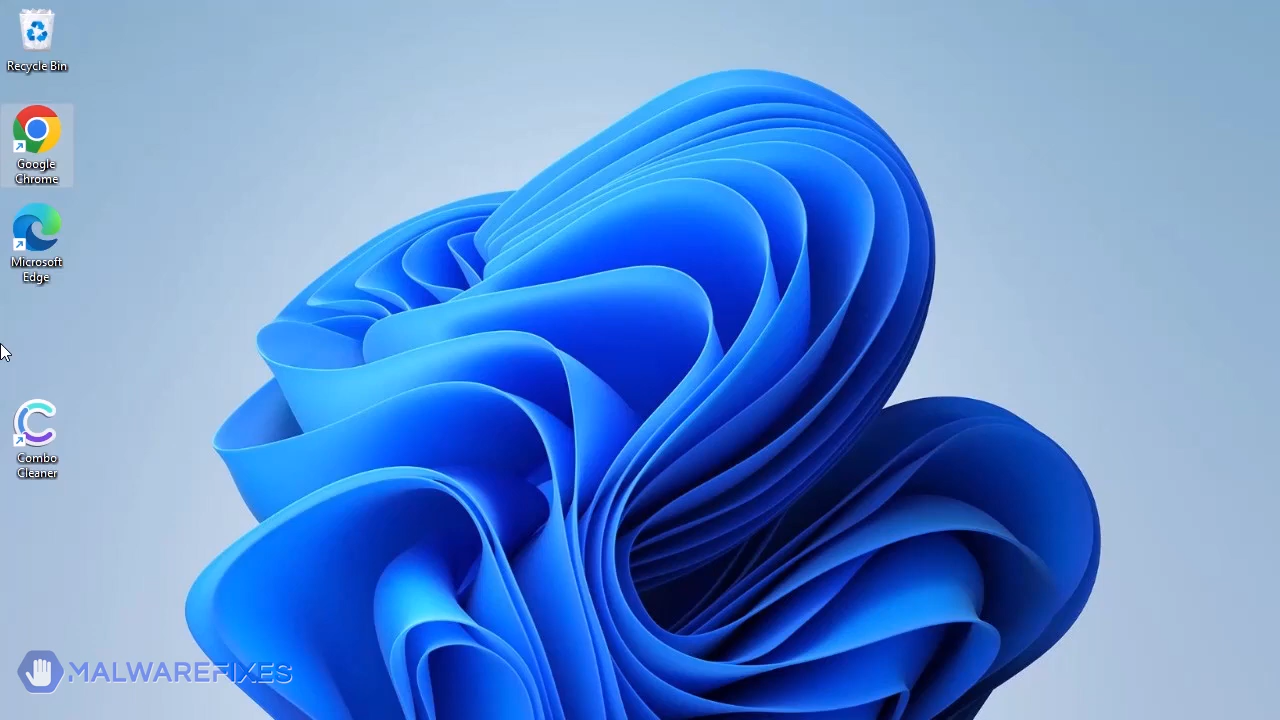 Recycle Bin
Google
Chrome
Microsoft
Edge
Combo
Cleaner
MALWAREFIXES